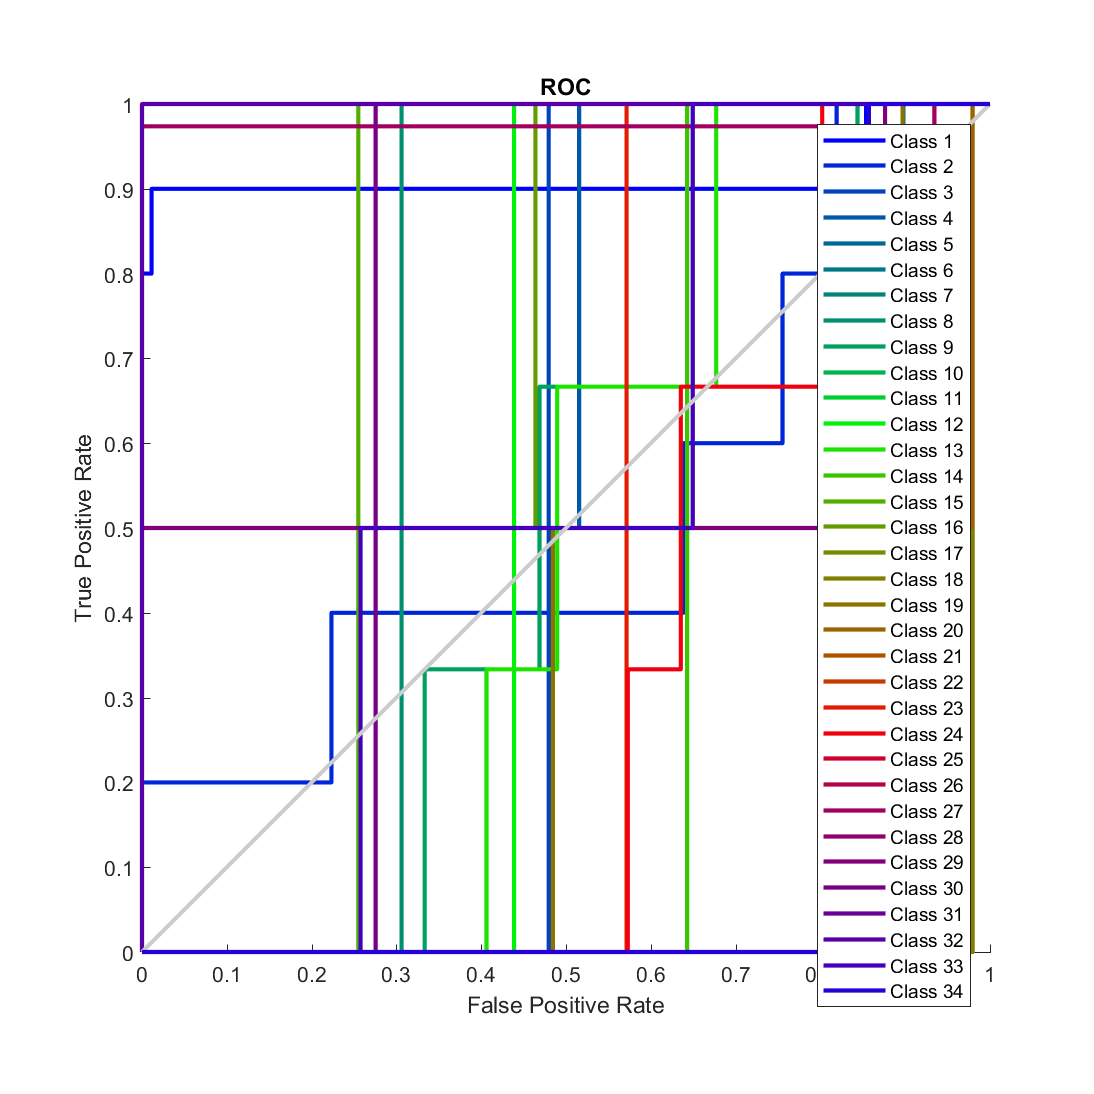 ROC
True Positive Rate
1
0.9
0.8
0.7
0.6
0.5
0.4
0.3
0.2
0.1
0
0 0.1 0.2 0.3 0.4 0.5 0.6 0.7 1
False Positive Rate
Class 1
Class 2
Class 3
Class 4
Class 5
Class 6
Class 7
Class 8
Class 9
Class 10
Class 11
Class 12
Class 13
Class 14
Class 15
Class 16
Class 17
Class 18
Class 19
Class 20
Class 21
Class 22
Class 23
Class 24
Class 25
Class 26
Class 27
Class 28
Class 29
Class 30
Class 31
Class 32
Class 33
Class 34